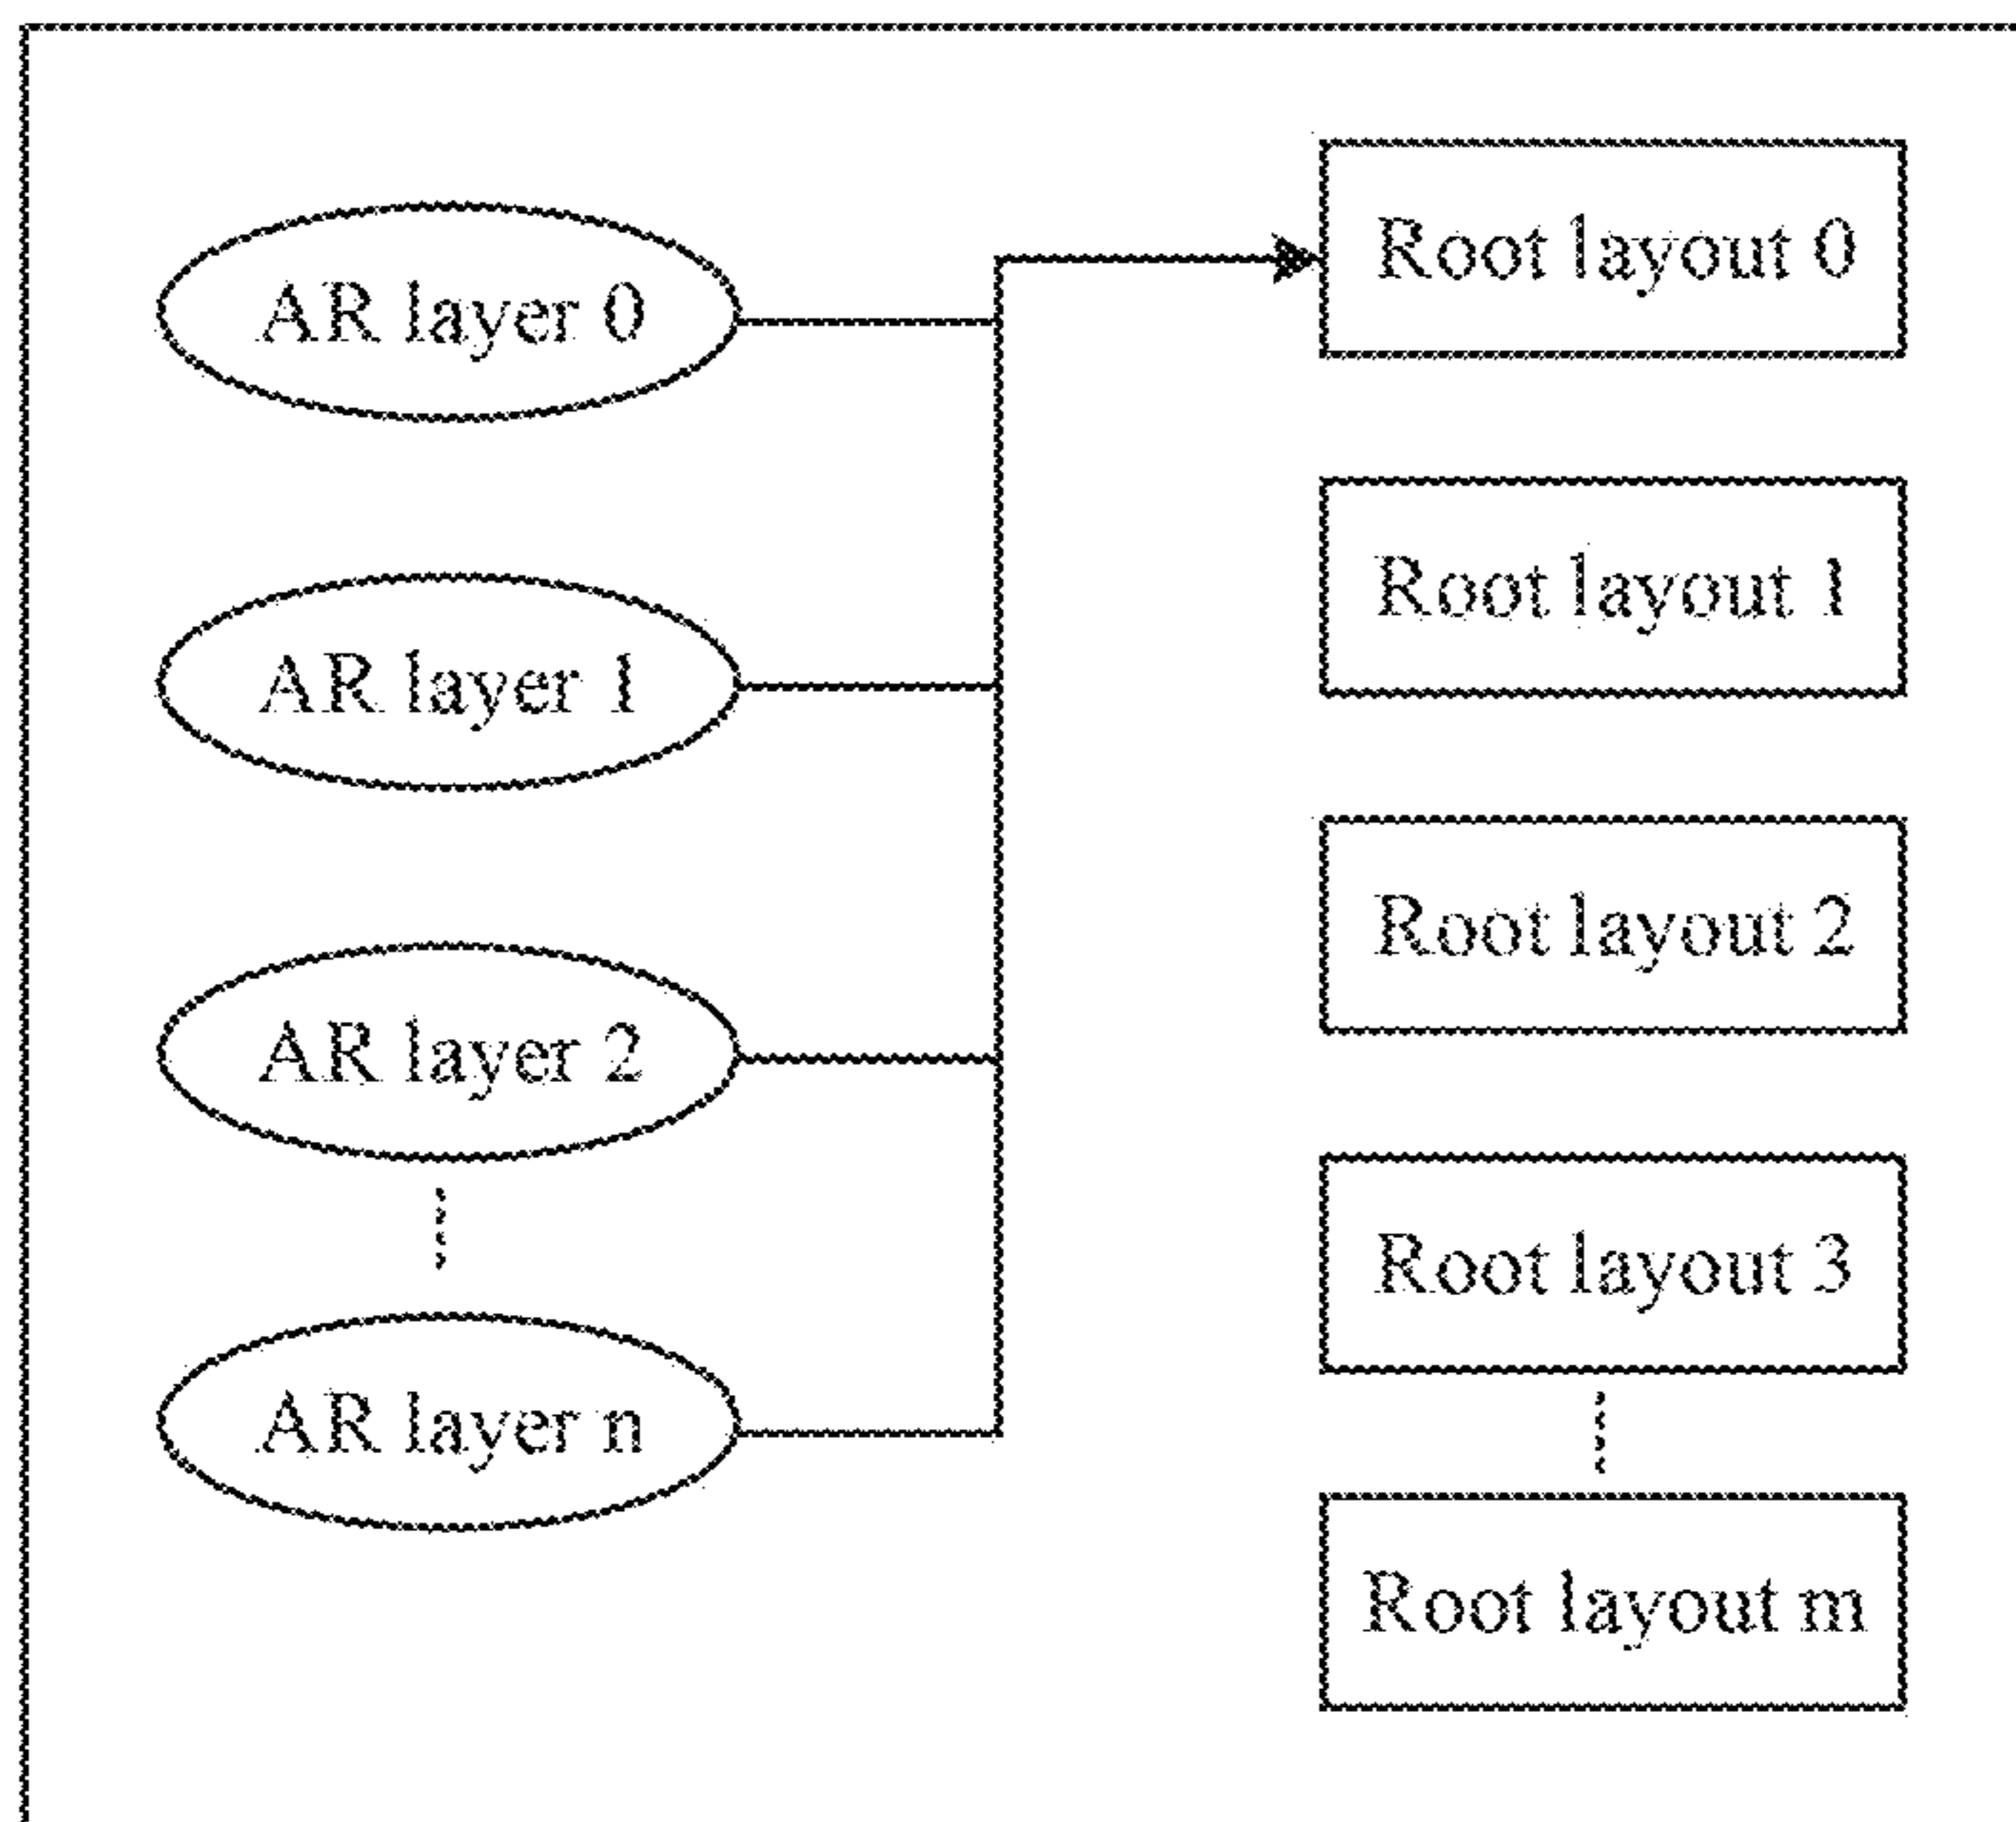 AR layer 0
AR layer 1
AR layer 2
AR layer n
Root layout 0
Root layout 1
Root layout 2
Root layout 3
Root layout m